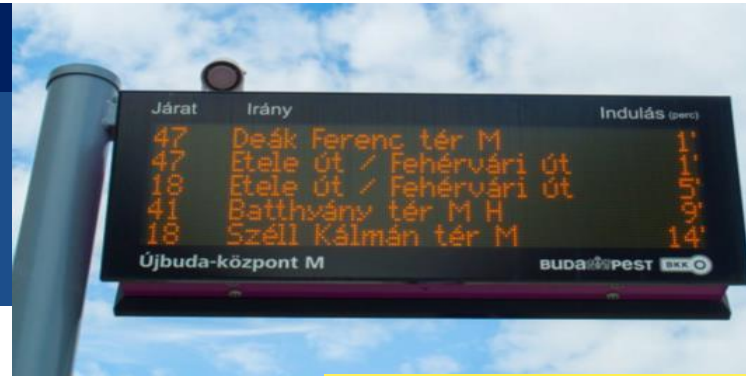 Járat Irány Indulás (perc)
47 Deák Ferenc tér M 1'
47 Etele út / Fehérvári út 1'
18 Etele út / Fehérvári út 5'
41 Batthyány tér M H 9'
18 Széll Kálmán tér M 14'
Újbuda-központ M BUDAPEST BKK